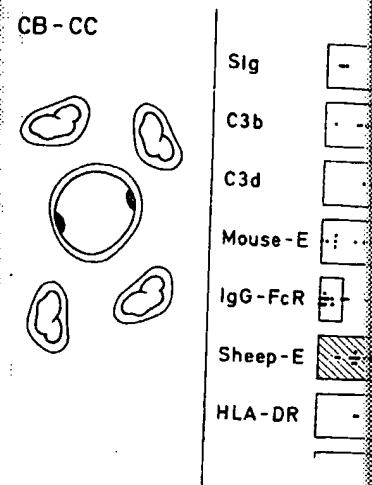 CB-CC
SIg
C3b
C3d
Mouse-E
IgG-FcR
Sheep-E
HLA-DR